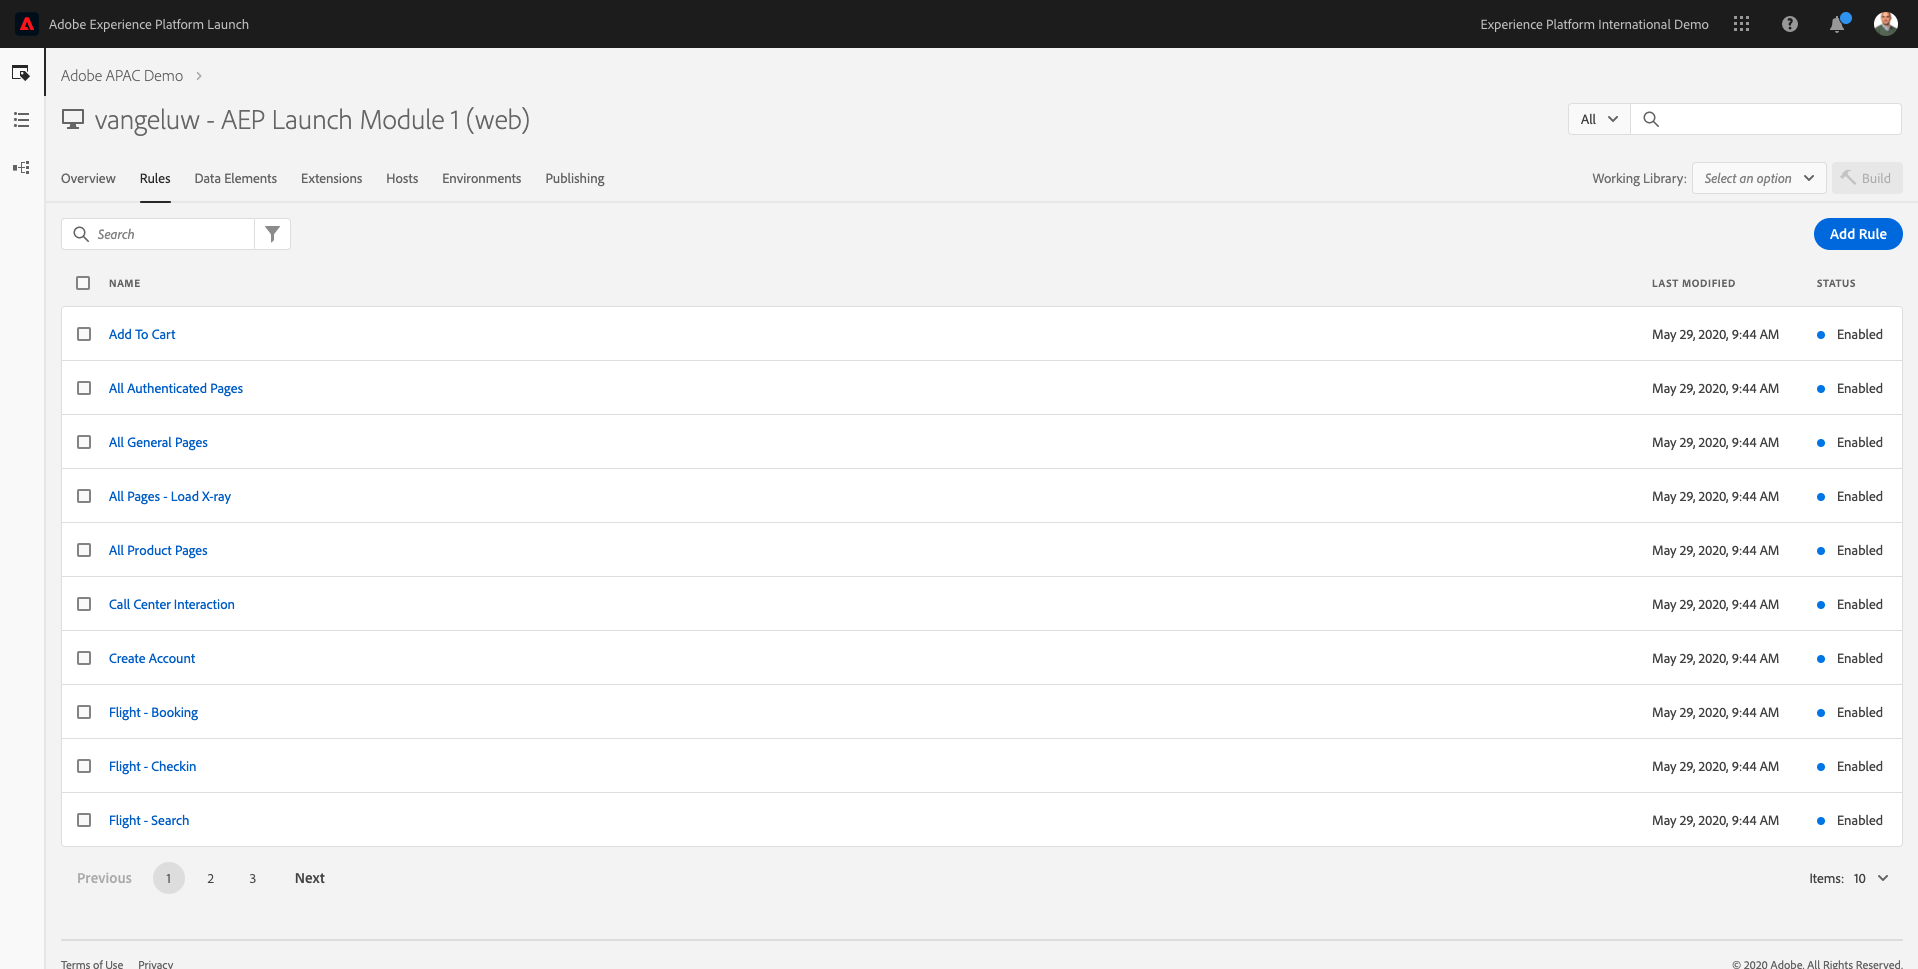 Adobe Experience Platform Launch
Experience Platform International Demo
Adobe APAC Demo
vangeluw - AEP Launch Module 1 (web)
All
Overview Rules Data Elements Extensions Hosts Environments Publishing
Working Library: Select an option Build
Search
Add Rule
NAME LAST MODIFIED STATUS
Add To Cart May 29, 2020, 9:44 AM Enabled
All Authenticated Pages May 29, 2020, 9:44 AM Enabled
All General Pages May 29, 2020, 9:44 AM Enabled
All Pages - Load X-ray May 29, 2020, 9:44 AM Enabled
All Product Pages May 29, 2020, 9:44 AM Enabled
Call Center Interaction May 29, 2020, 9:44 AM Enabled
Create Account May 29, 2020, 9:44 AM Enabled
Flight - Booking May 29, 2020, 9:44 AM Enabled
Flight - Checkin May 29, 2020, 9:44 AM Enabled
Flight - Search May 29, 2020, 9:44 AM Enabled
Previous 1 2 3 Next
Items: 10
Terms of Use Privacy
© 2020 Adobe. All Rights Reserved.